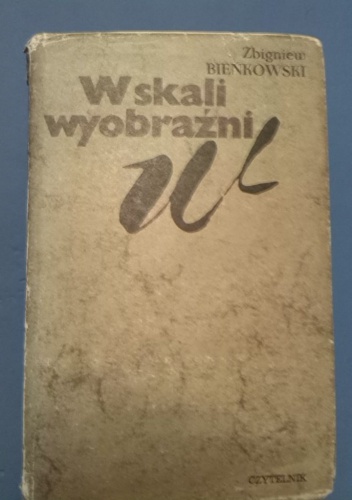 Zbigniew
BIEŃKOWSKI
W skali
wyobraźni
w
CZYTELNIK